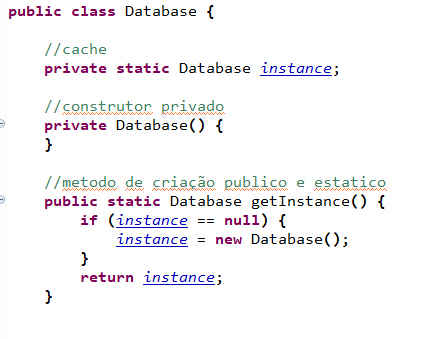 public class Database {
//cache
private static Database instance;
//construtor privado
private Database() {
}
//metodo de criação publico e estatico
public static Database getInstance() {
if (instance == null) {
instance = new Database();
}
return instance;
}